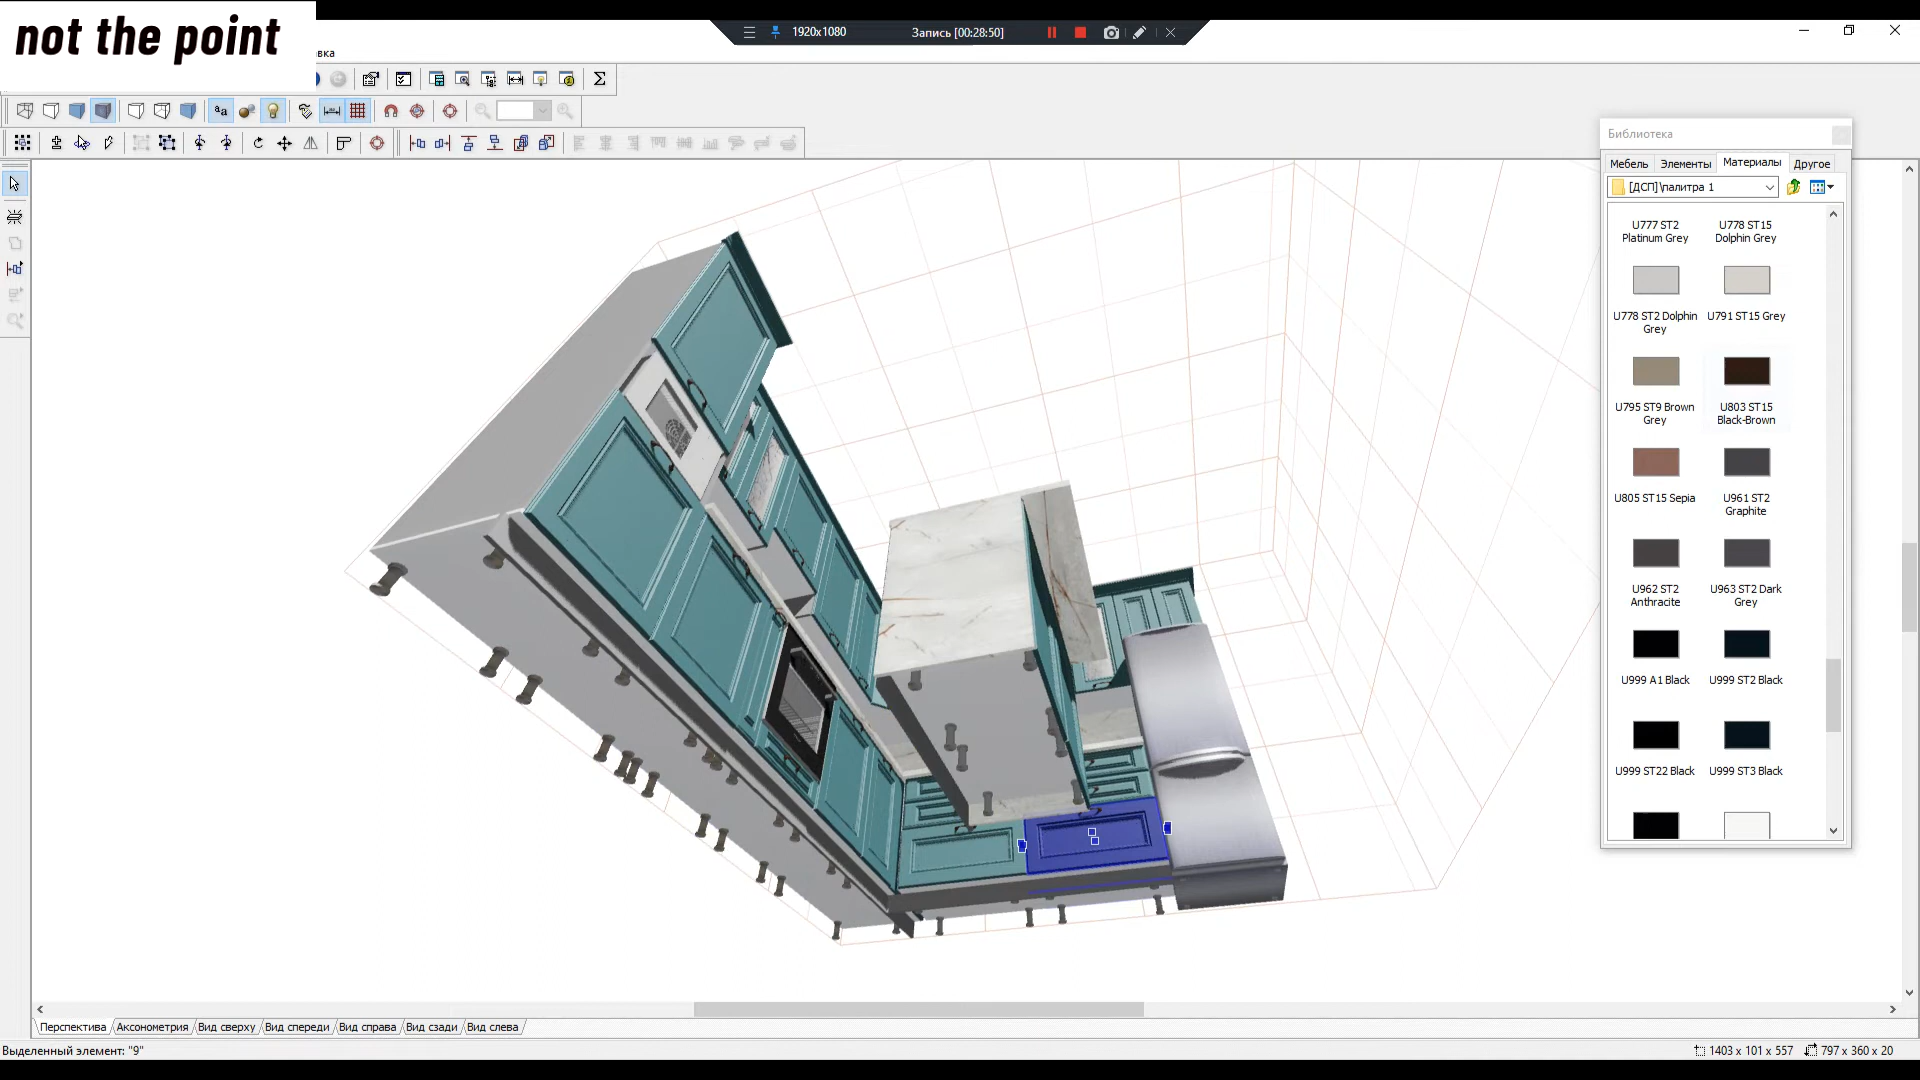 not the point
1920x1080
Запись [00:28:50]
вка
Библиотека
Мебель
Элементы
Материалы
Другое
[ДСП]\палитра 1
U777 ST2
Platinum Grey
U778 ST15
Dolphin Grey
U778 ST2 Dolphin
Grey
U791 ST15 Grey
U795 ST9 Brown
Grey
U803 ST15
Black-Brown
U805 ST15 Sepia
U961 ST2
Graphite
U962 ST2
Anthracite
U963 ST2 Dark
Grey
U999 A1 Black
U999 ST2 Black
U999 ST22 Black
U999 ST3 Black
Перспектива
Аксонометрия
Вид сверху
Вид спереди
Вид справа
Вид сзади
Вид слева
Выделенный элемент: "9"
1403 x 101 x 557
797 x 360 x 20